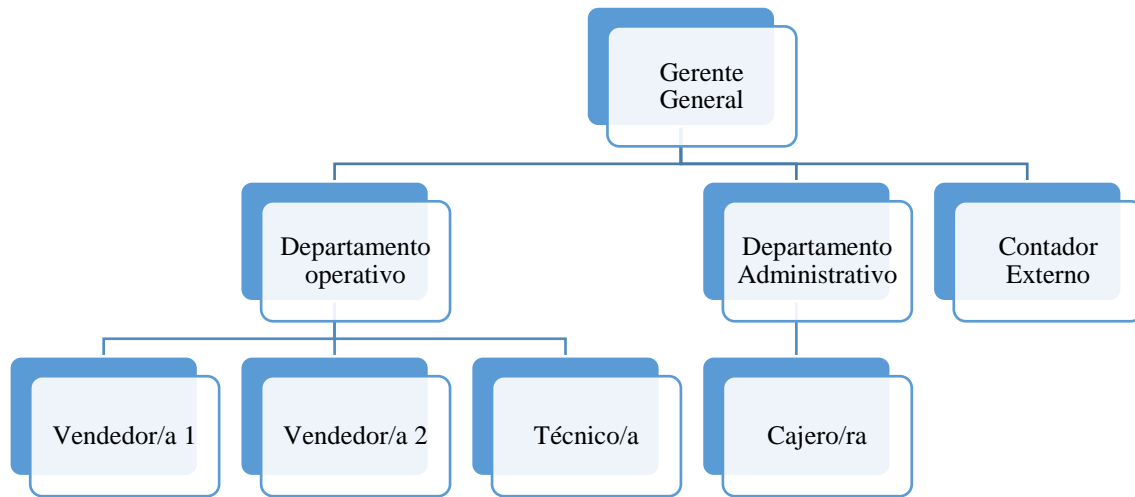 Gerente
General
Departamento
operativo
Departamento
Administrativo
Contador
Externo
Vendedor/a 1
Vendedor/a 2
Técnico/a
Cajero/ra